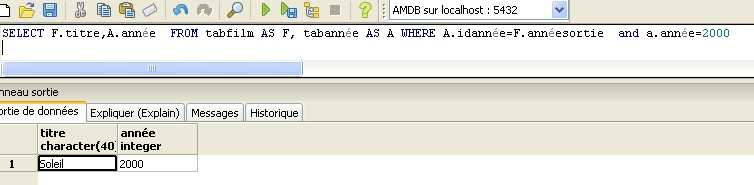 AMDB sur localhost : 5432
SELECT F.titre,A.année  FROM tabfilm AS F, tabannée AS A WHERE A.idannée=F.annéesortie  and a.année=2000
nneau sortie
ortie de données Expliquer (Explain) Messages Historique
titre année
character(40) integer
1 Soleil 2000